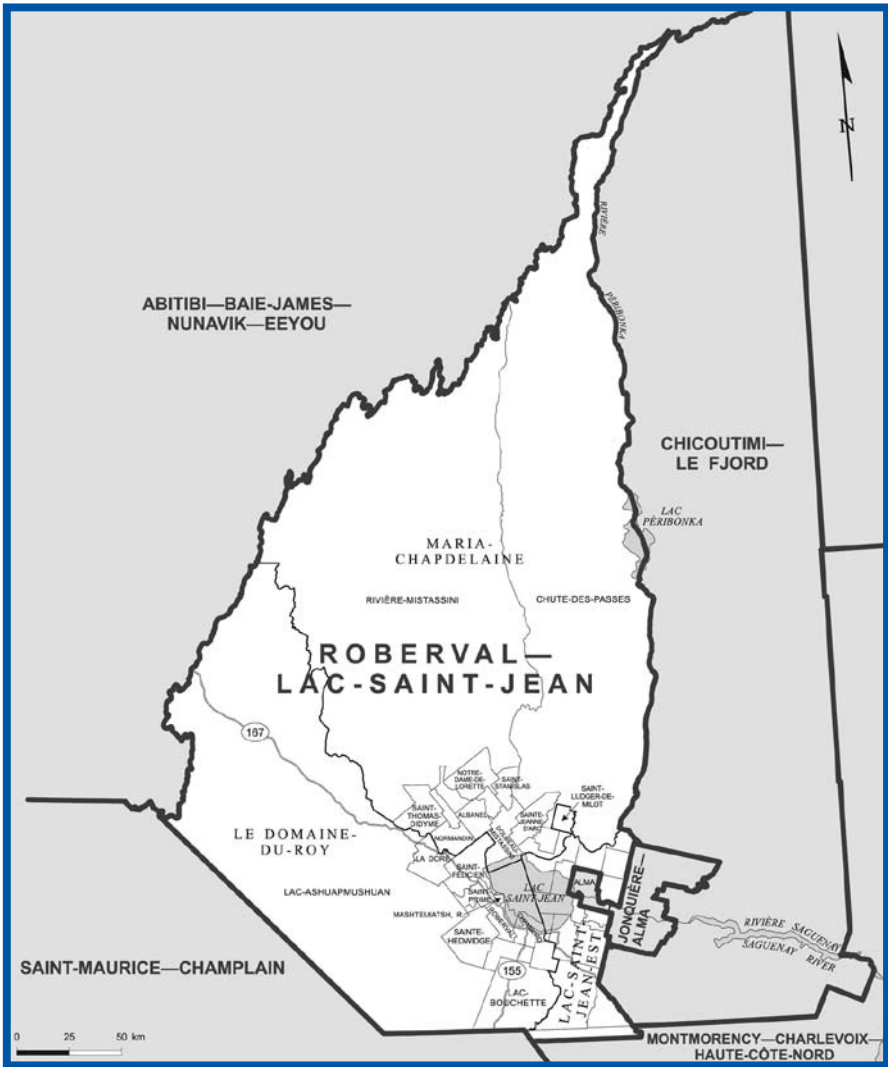 N
RIVIÈRE
PÉRIBONKA
ABITIBI—BAIE-JAMES—
NUNAVIK—EEYOU
CHICOUTIMI—
LE FJORD
LAC
PÉRIBONKA
MARIA-
CHAPDELAINE
RIVIÈRE-MISTASSINI
CHUTE-DES-PASSES
ROBERVAL—
LAC-SAINT-JEAN
167
NOTRE-
DAME-DE-
LORETTE
SAINT-
STANISLAS
SAINT-
LUDGER-DE-
MILOT
SAINT-
THOMAS-
DIDYME
ALBANEL
SAINTE-
JEANNE-
D'ARC
NORMANDIN
DOLBEAU-
MISTASSINI
LE DOMAINE-
DU-ROY
LA DORÉ
SAINT-
FÉLICIEN
LAC
SAINT-JEAN
ALMA
JONQUIÈRE—
ALMA
LAC-ASHUAPMUSHUAN
SAINT-
PRIME
MASHTEUIATSH, R.
ROBERVAL
CHAMBORD
SAINTE-
HEDWIDGE
RIVIÈRE SAGUENAY
SAGUENAY RIVER
SAINT-MAURICE—CHAMPLAIN
155
LAC-
BOUCHETTE
LAC-SAINT-
JEAN-EST
0 25 50 km
MONTMORENCY—CHARLEVOIX—
HAUTE-CÔTE-NORD